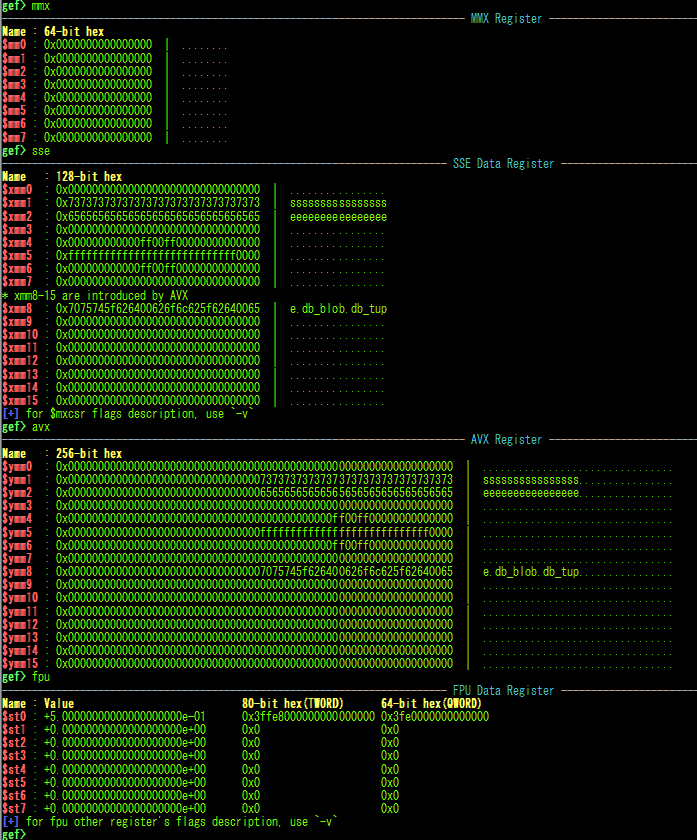 gef> mmx
MMX Register
Name : 64-bit hex
$mm0 : 0x0000000000000000 | ........
$mm1 : 0x0000000000000000 | ........
$mm2 : 0x0000000000000000 | ........
$mm3 : 0x0000000000000000 | ........
$mm4 : 0x0000000000000000 | ........
$mm5 : 0x0000000000000000 | ........
$mm6 : 0x0000000000000000 | ........
$mm7 : 0x0000000000000000 | ........
gef> sse
SSE Data Register
Name : 128-bit hex
$xmm0 : 0x00000000000000000000000000000000 | ................
$xmm1 : 0x73737373737373737373737373737373 | ssssssssssssssss
$xmm2 : 0x65656565656565656565656565656565 | eeeeeeeeeeeeeeee
$xmm3 : 0x00000000000000000000000000000000 | ................
$xmm4 : 0x000000000000ff00ff00000000000000 | ................
$xmm5 : 0xffffffffffffffffffffffffffff0000 | ................
$xmm6 : 0x000000000000ff00ff00000000000000 | ................
$xmm7 : 0x00000000000000000000000000000000 | ................
* xmm8-15 are introduced by AVX
$xmm8 : 0x7075745f626400626f6c625f62640065 | e.db_blob.db_tup
$xmm9 : 0x00000000000000000000000000000000 | ................
$xmm10 : 0x00000000000000000000000000000000 | ................
$xmm11 : 0x00000000000000000000000000000000 | ................
$xmm12 : 0x00000000000000000000000000000000 | ................
$xmm13 : 0x00000000000000000000000000000000 | ................
$xmm14 : 0x00000000000000000000000000000000 | ................
$xmm15 : 0x00000000000000000000000000000000 | ................
[+] for $mxcsr flags description, use `-v`
gef> avx
AVX Register
Name : 256-bit hex
$ymm0 : 0x0000000000000000000000000000000000000000000000000000000000000000 | ................................
$ymm1 : 0x0000000000000000000000000000000073737373737373737373737373737373 | ssssssssssssssss................
$ymm2 : 0x0000000000000000000000000000000065656565656565656565656565656565 | eeeeeeeeeeeeeeee................
$ymm3 : 0x0000000000000000000000000000000000000000000000000000000000000000 | ................................
$ymm4 : 0x00000000000000000000000000000000000000000000ff00ff00000000000000 | ................................
$ymm5 : 0x00000000000000000000000000000000ffffffffffffffffffffffffffff0000 | ................................
$ymm6 : 0x00000000000000000000000000000000000000000000ff00ff00000000000000 | ................................
$ymm7 : 0x0000000000000000000000000000000000000000000000000000000000000000 | ................................
$ymm8 : 0x000000000000000000000000000000007075745f626400626f6c625f62640065 | e.db_blob.db_tup................
$ymm9 : 0x0000000000000000000000000000000000000000000000000000000000000000 | ................................
$ymm10 : 0x0000000000000000000000000000000000000000000000000000000000000000 | ................................
$ymm11 : 0x0000000000000000000000000000000000000000000000000000000000000000 | ................................
$ymm12 : 0x0000000000000000000000000000000000000000000000000000000000000000 | ................................
$ymm13 : 0x0000000000000000000000000000000000000000000000000000000000000000 | ................................
$ymm14 : 0x0000000000000000000000000000000000000000000000000000000000000000 | ................................
$ymm15 : 0x0000000000000000000000000000000000000000000000000000000000000000 | ................................
gef> fpu
FPU Data Register
Name : Value 80-bit hex(TWORD) 64-bit hex(QWORD)
$st0 : +5.00000000000000000000e-01 0x3ffe8000000000000000 0x3fe0000000000000
$st1 : +0.00000000000000000000e+00 0x0 0x0
$st2 : +0.00000000000000000000e+00 0x0 0x0
$st3 : +0.00000000000000000000e+00 0x0 0x0
$st4 : +0.00000000000000000000e+00 0x0 0x0
$st5 : +0.00000000000000000000e+00 0x0 0x0
$st6 : +0.00000000000000000000e+00 0x0 0x0
$st7 : +0.00000000000000000000e+00 0x0 0x0
[+] for fpu other register's flags description, use `-v`
gef>